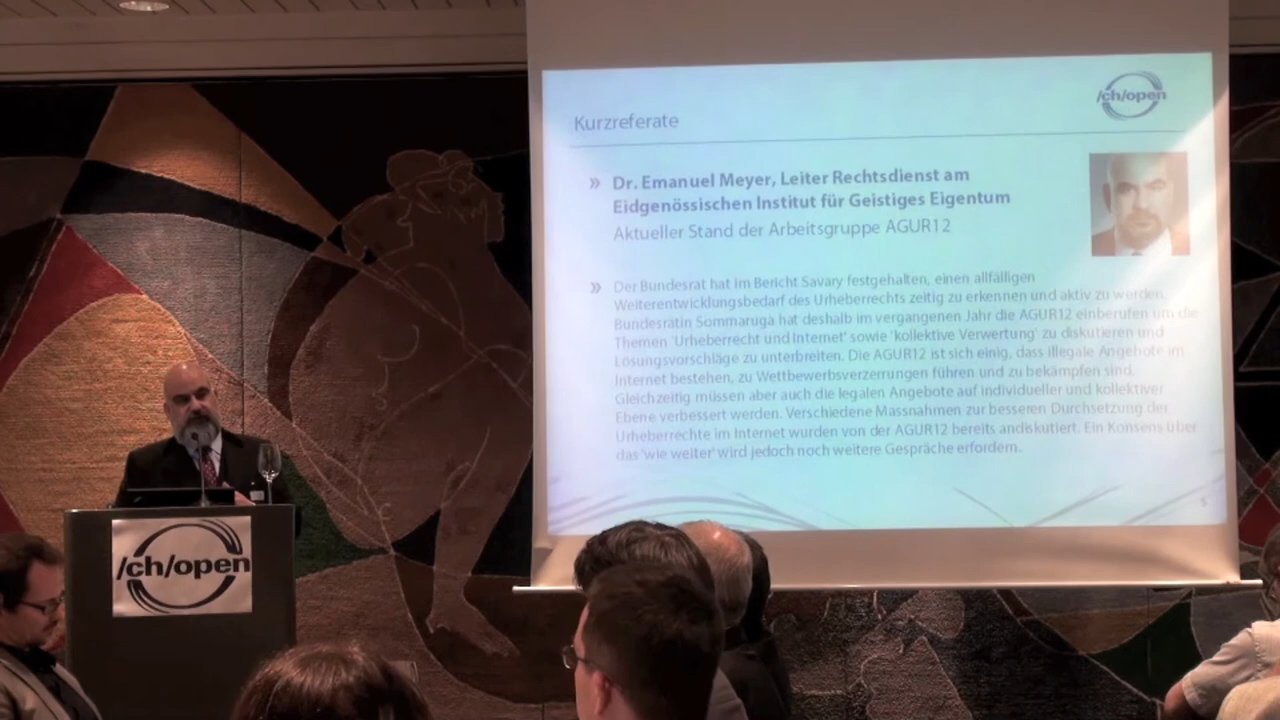 /ch/open
Kurzreferate
» Dr. Emanuel Meyer, Leiter Rechtsdienst am
Eidgenössischen Institut für Geistiges Eigentum
Aktueller Stand der Arbeitsgruppe AGUR12
» Der Bundesrat hat im Bericht Savary festgehalten, einen allfälligen
Weiterentwicklungsbedarf des Urheberrechts zeitig zu erkennen und aktiv zu werden.
Bundesrätin Sommaruga hat deshalb im vergangenen Jahr die AGUR12 einberufen um die
Themen 'Urheberrecht und Internet' sowie 'kollektive Verwertung' zu diskutieren und
Lösungsvorschläge zu unterbreiten. Die AGUR12 ist sich einig, dass illegale Angebote im
Internet bestehen, zu Wettbewerbsverzerrungen führen und zu bekämpfen sind.
Gleichzeitig müssen aber auch die legalen Angebote auf individueller und kollektiver
Ebene verbessert werden. Verschiedene Massnahmen zur besseren Durchsetzung der
Urheberrechte im Internet wurden von der AGUR12 bereits andiskutiert. Ein Konsens über
das 'wie weiter' wird jedoch noch weitere Gespräche erfordern.
/ch/open